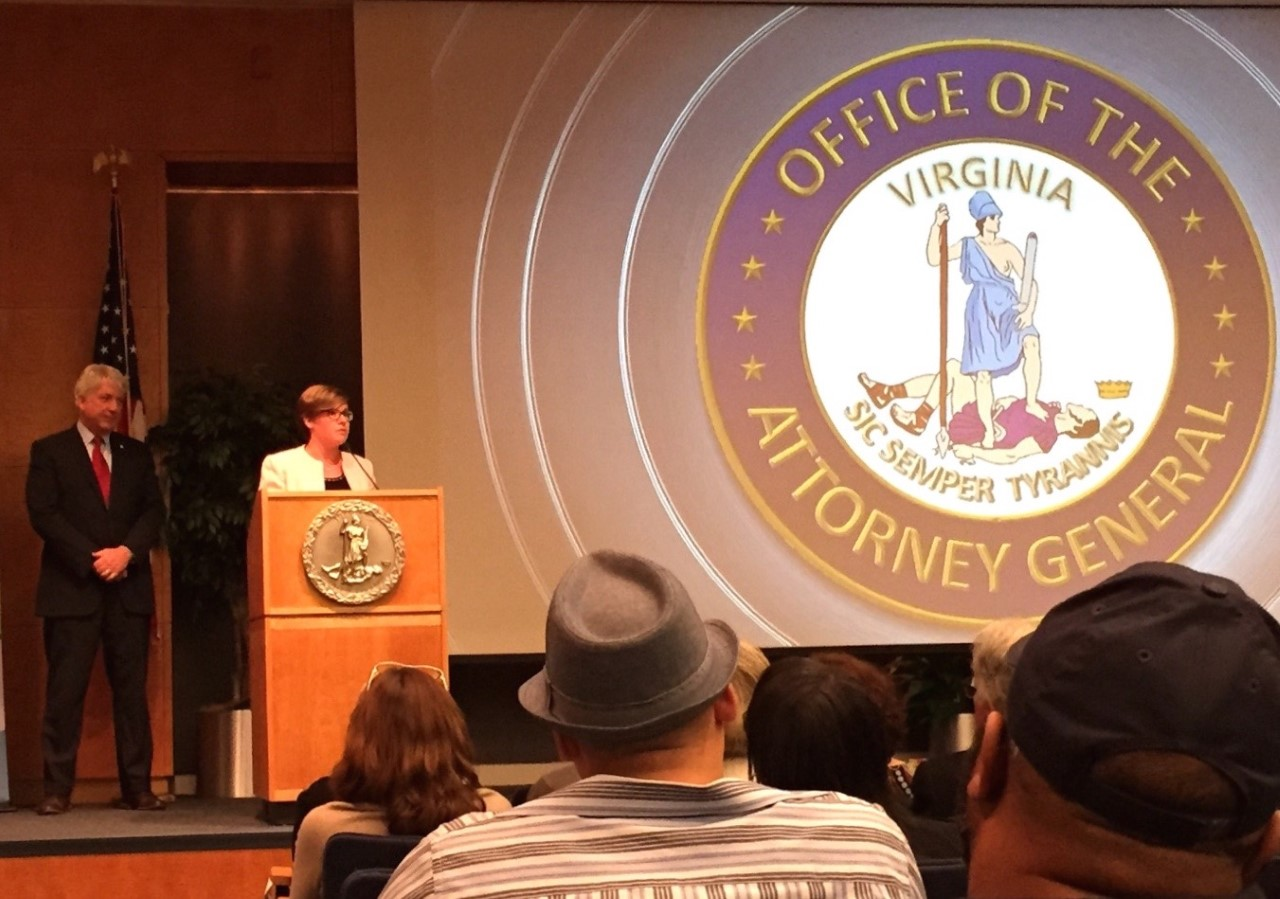 OFFICE OF THE
VIRGINIA
SIC SEMPER TYRANNIS
ATTORNEY GENERAL